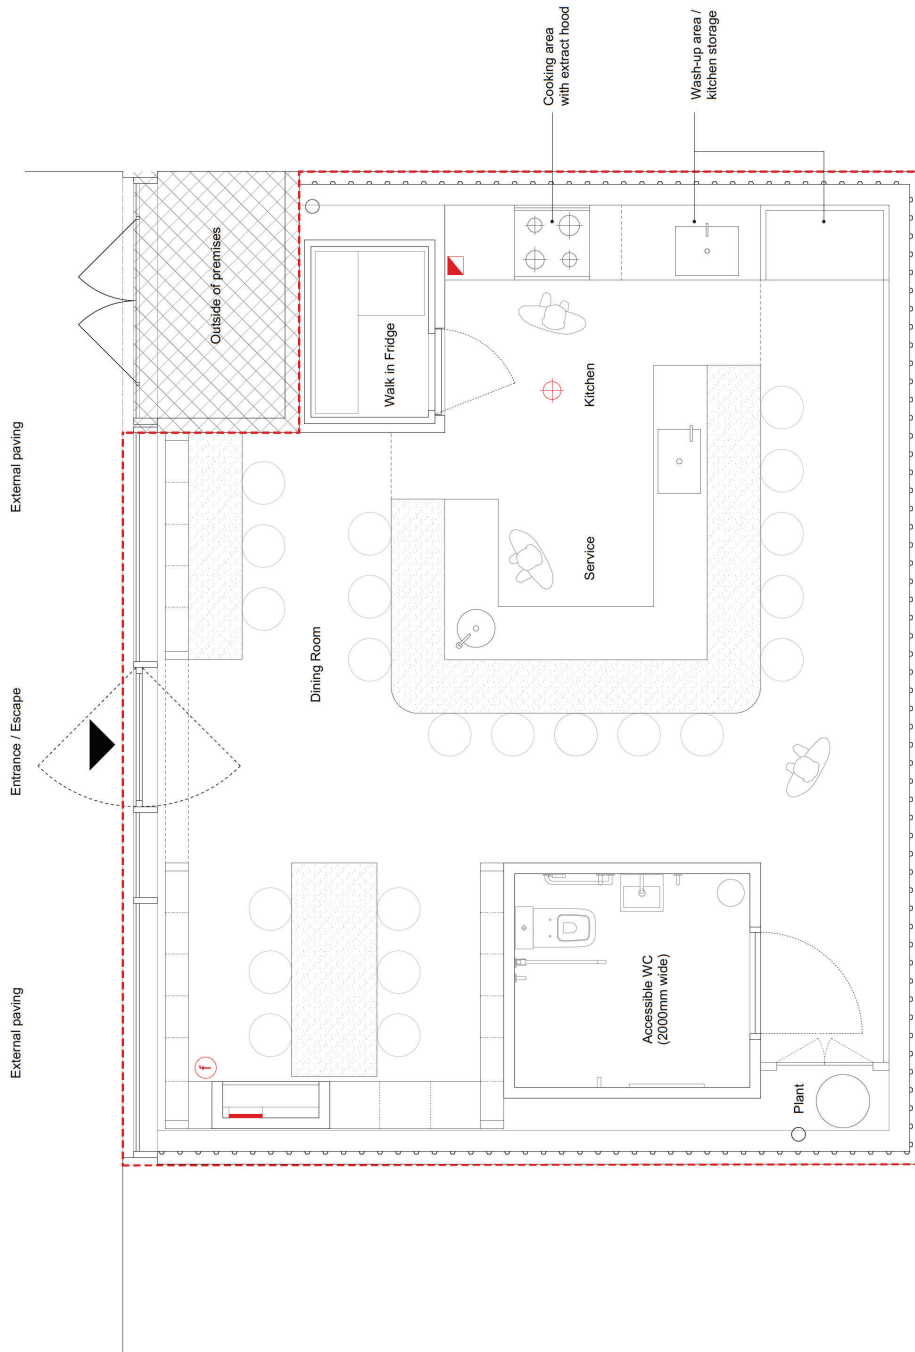 External paving
Entrance / Escape
External paving
Outside of premises
Dining Room
Walk in Fridge
Cooking area
with extract hood
Wash-up area /
kitchen storage
Kitchen
Service
f
Accessible WC
(2000mm wide)
Plant